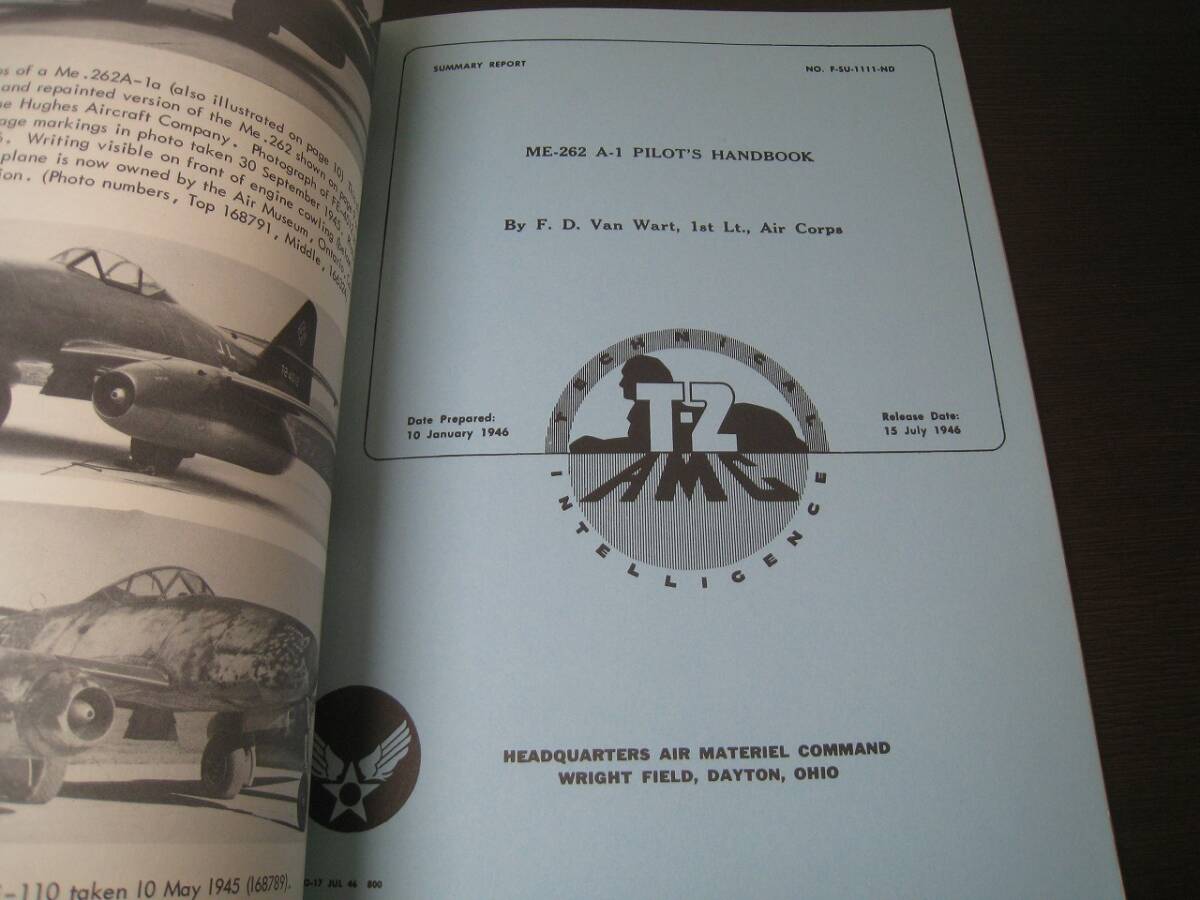 os of a Me.262A-1a (also illustrated on page 10)
and repainted version of the Me.262 shown on page
Hughes Aircraft Company. Photograph of FE-4012
markings in photo taken 30 September 1945.
Writing visible on front of engine cowling
plane is now owned by the Air Museum, Ontario,
ion. (Photo numbers, Top 168791, Middle,
-110 taken 10 May 1945 (168789).
SUMMARY REPORT
NO. F-SU-1111-ND
ME-262 A-1 PILOT'S HANDBOOK
By F. D. Van Wart, 1st Lt., Air Corps
TECHNICAL
T-2
AMC
INTELLIGENCE
Date Prepared:
10 January 1946
Release Date:
15 July 1946
HEADQUARTERS AIR MATERIEL COMMAND
WRIGHT FIELD, DAYTON, OHIO
-17 JUL 46 800